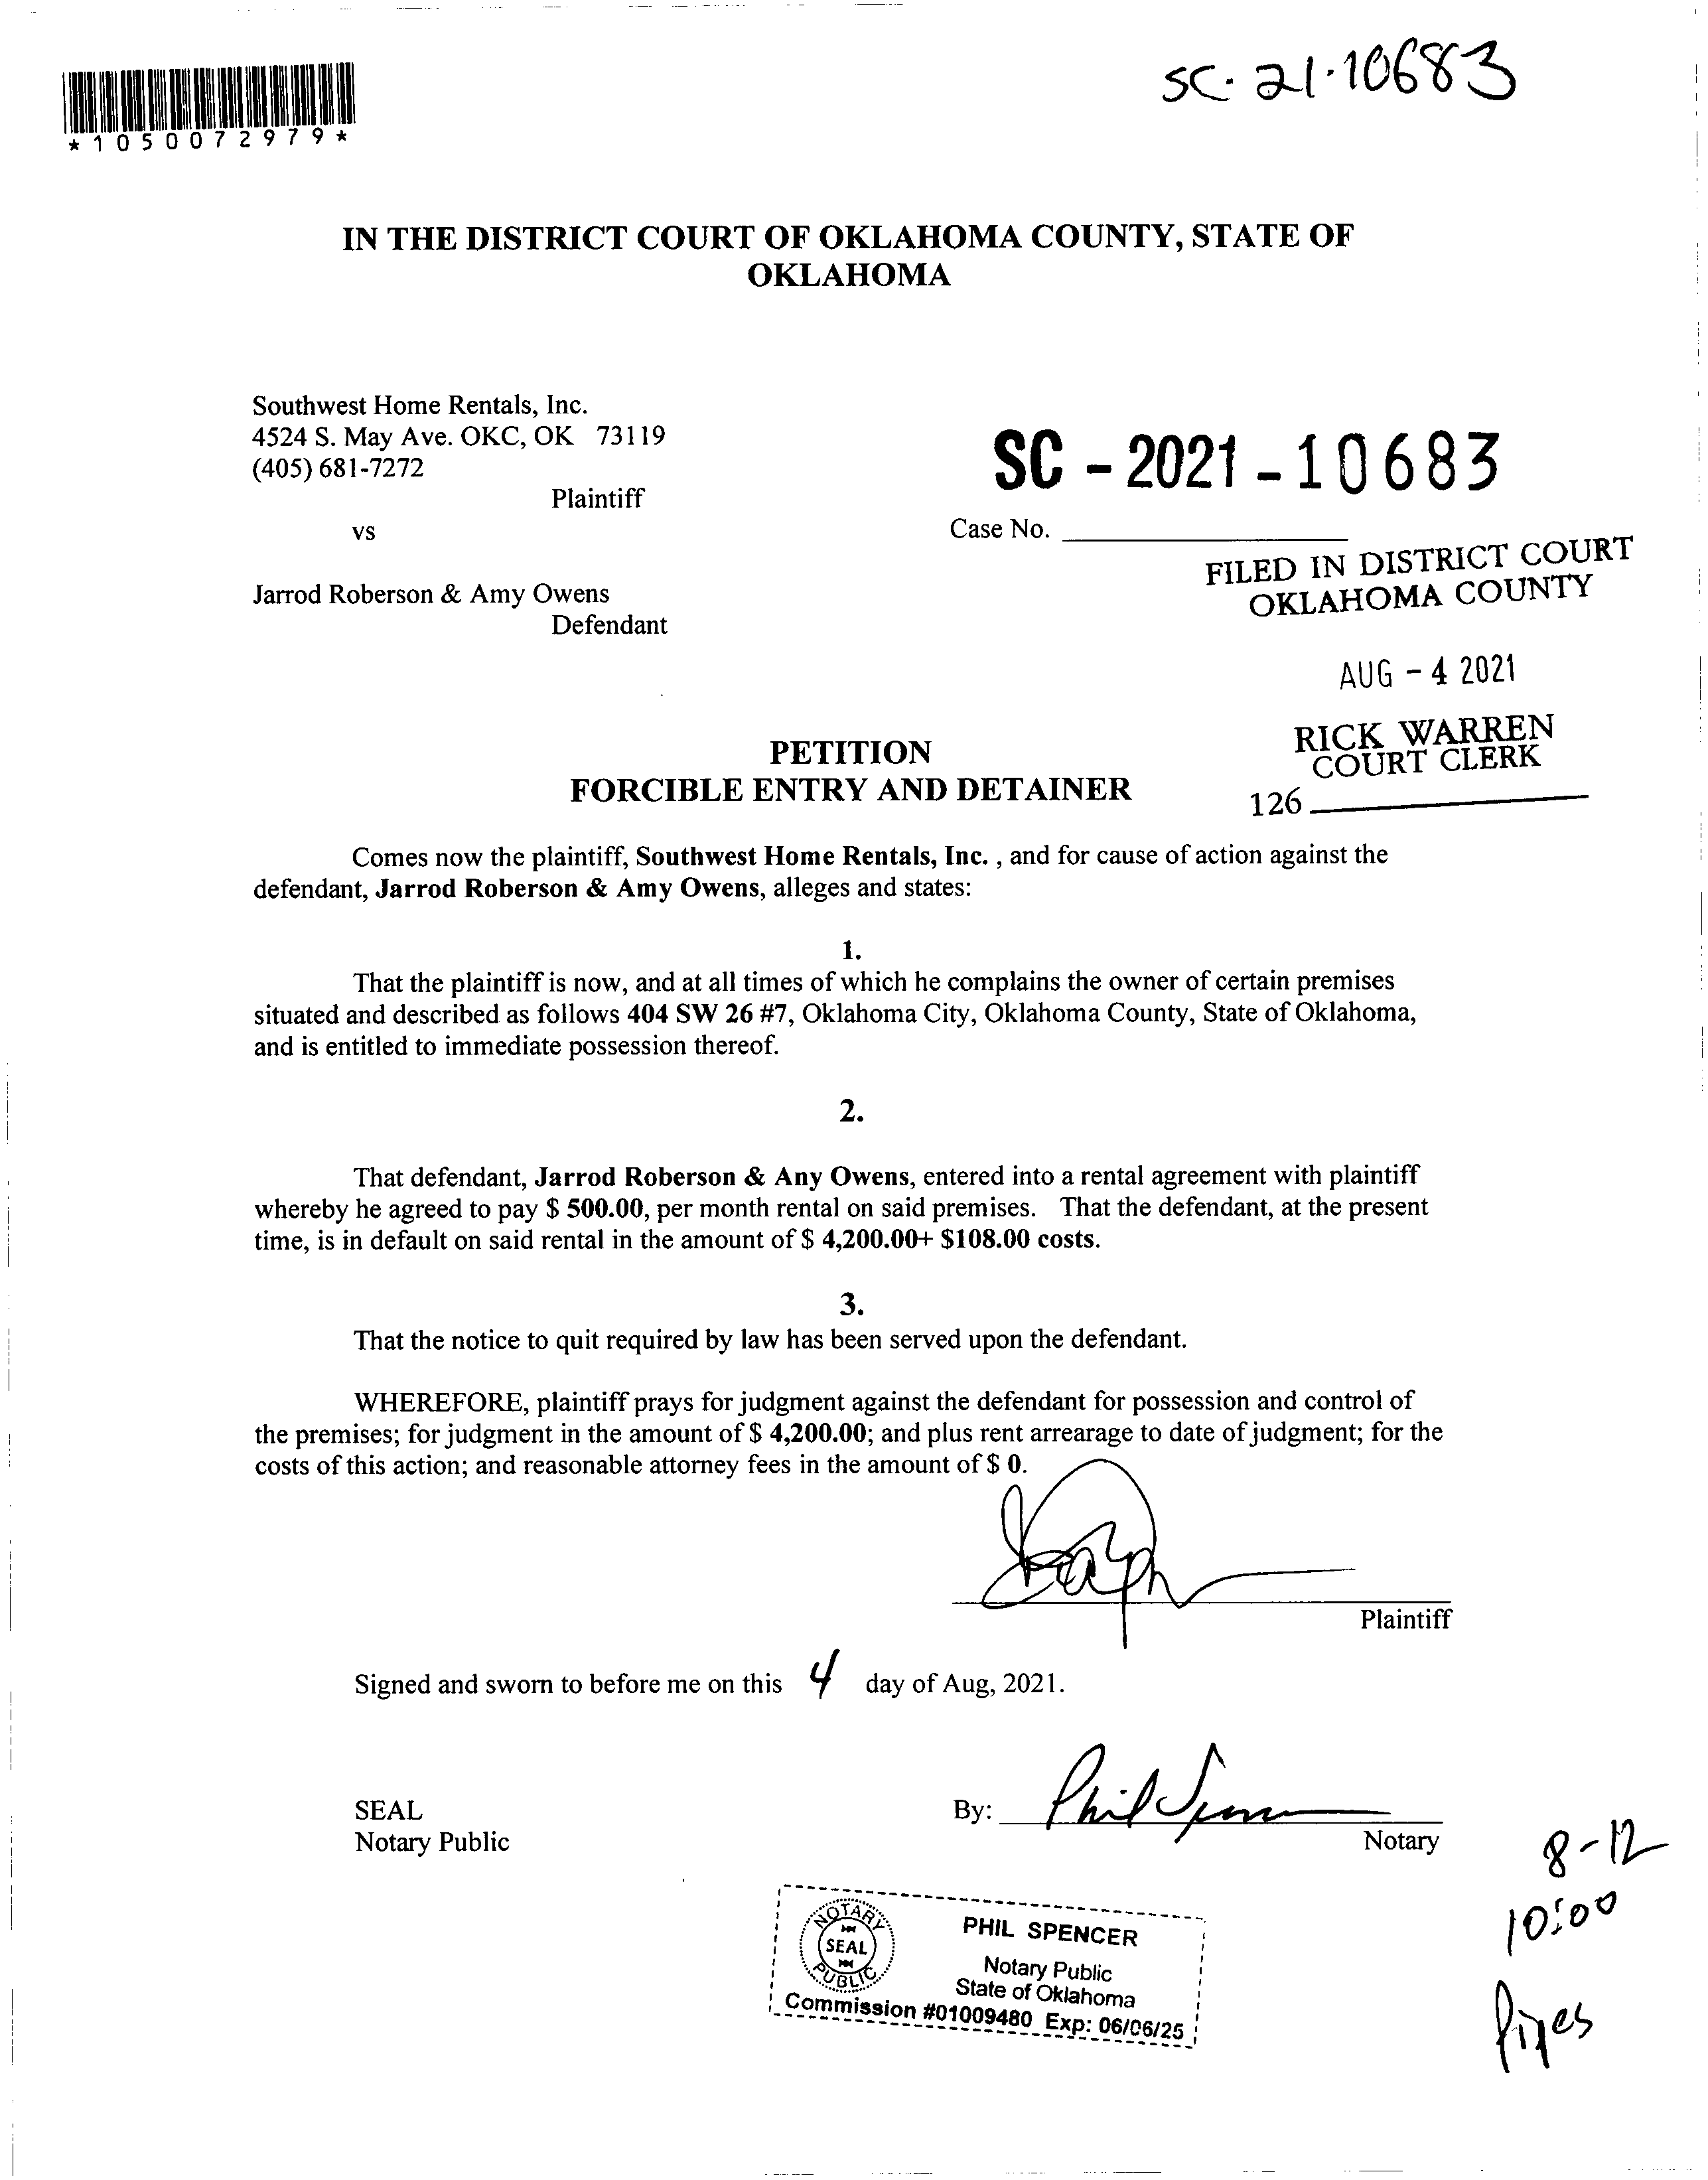 SC-21-10683
*1050072979*
IN THE DISTRICT COURT OF OKLAHOMA COUNTY, STATE OF
OKLAHOMA
Southwest Home Rentals, Inc.
4524 S. May Ave. OKC, OK 73119
(405) 681-7272
Plaintiff
vs
SC - 2021 - 10683
Case No.
Jarrod Roberson & Amy Owens
Defendant
FILED IN DISTRICT COURT
OKLAHOMA COUNTY
AUG - 4 2021
RICK WARREN
COURT CLERK
126
PETITION
FORCIBLE ENTRY AND DETAINER
Comes now the plaintiff, Southwest Home Rentals, Inc. , and for cause of action against the
defendant, Jarrod Roberson & Amy Owens, alleges and states:
1.
That the plaintiff is now, and at all times of which he complains the owner of certain premises
situated and described as follows 404 SW 26 #7, Oklahoma City, Oklahoma County, State of Oklahoma,
and is entitled to immediate possession thereof.
2.
That defendant, Jarrod Roberson & Any Owens, entered into a rental agreement with plaintiff
whereby he agreed to pay $ 500.00, per month rental on said premises. That the defendant, at the present
time, is in default on said rental in the amount of $ 4,200.00+ $108.00 costs.
3.
That the notice to quit required by law has been served upon the defendant.
WHEREFORE, plaintiff prays for judgment against the defendant for possession and control of
the premises; for judgment in the amount of $ 4,200.00; and plus rent arrearage to date of judgment; for the
costs of this action; and reasonable attorney fees in the amount of $ 0.
Plaintiff
Signed and sworn to before me on this 4 day of Aug, 2021.
SEAL
Notary Public
By: Phil Spencer
Notary
8-12
10:00
NOTARY
SEAL
PUBLIC
PHIL SPENCER
Notary Public
State of Oklahoma
Commission #01009480 Exp: 06/06/25